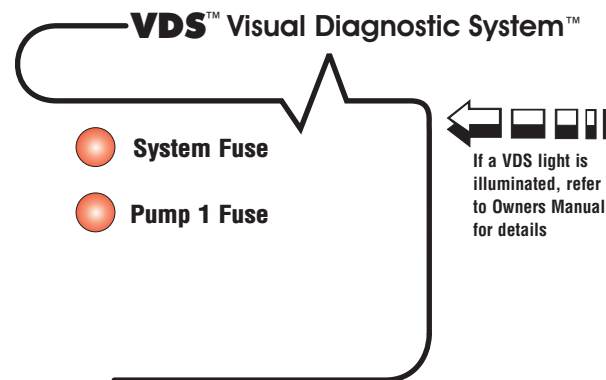 VDS™ Visual Diagnostic System™
System Fuse
Pump 1 Fuse
If a VDS light is
illuminated, refer
to Owners Manual
for details